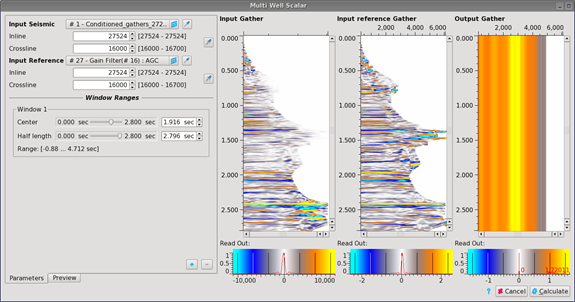 Multi Well Scalar
Input Seismic # 1 - Conditioned_gathers_272..
Inline 27524 [27524 - 27524]
Crossline 16000 [16000 - 16700]
Input Reference # 27 - Gain Filter(# 16) : AGC
Inline 27524 [27524 - 27524]
Crossline 16000 [16000 - 16700]
Window Ranges
Window 1
Center 0.000 sec 2.800 sec 1.916 sec
Half length 0.000 sec 2.800 sec 2.796 sec
Range: [-0.88 ... 4.712 sec]
+ -
Parameters Preview
Input Gather
2,000 6,000
0.000
0.500
1.000
1.500
2.000
2.500
Read Out:
1
0.5
0
-10,000 0 10,000
Input reference Gather
2,000 4,000 6,000
0.000
0.500
1.000
1.500
2.000
2.500
Read Out:
1
0.5
0
-2 0 2
Output Gather
2,000 6,000
0.000
0.500
1.000
1.500
2.000
2.500
Read Out:
1
0.5
0
-1 0 1
Cancel Calculate